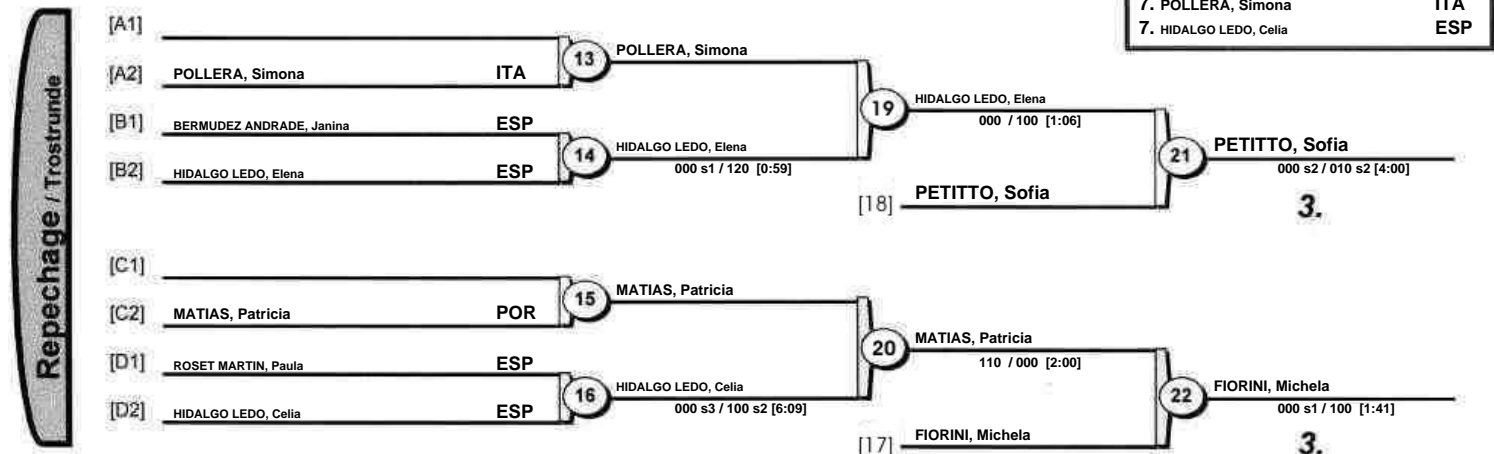 7. POLLERA, Simona ITA
7. HIDALGO LEDO, Celia ESP
Repechage / Trostrunde
[A1]
[A2] POLLERA, Simona ITA
13 POLLERA, Simona
[B1] BERMUDEZ ANDRADE, Janina ESP
[B2] HIDALGO LEDO, Elena ESP
14 HIDALGO LEDO, Elena
000 s1 / 120 [0:59]
19 HIDALGO LEDO, Elena
000 / 100 [1:06]
[18] PETITTO, Sofia
21 PETITTO, Sofia
000 s2 / 010 s2 [4:00]
3.
[C1]
[C2] MATIAS, Patricia POR
15 MATIAS, Patricia
[D1] ROSET MARTIN, Paula ESP
[D2] HIDALGO LEDO, Celia ESP
16 HIDALGO LEDO, Celia
000 s3 / 100 s2 [6:09]
20 MATIAS, Patricia
110 / 000 [2:00]
[17] FIORINI, Michela
22 FIORINI, Michela
000 s1 / 100 [1:41]
3.